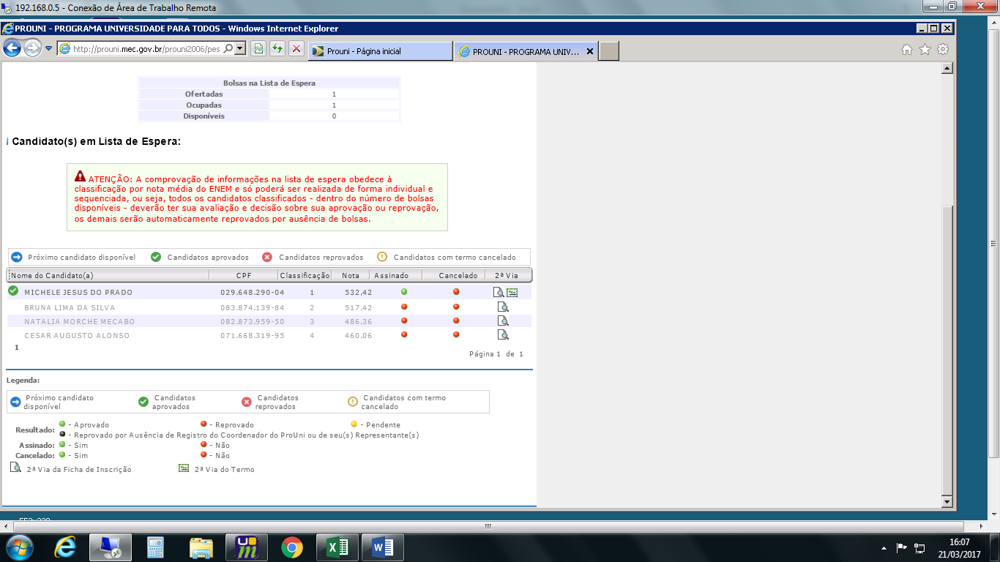 192.168.0.5 - Conexão de Área de Trabalho Remota
PROUNI - PROGRAMA UNIVERSIDADE PARA TODOS - Windows Internet Explorer
http://prouni.mec.gov.br/prouni2006/pes
Prouni - Página inicial
PROUNI - PROGRAMA UNIV...
Bolsas na Lista de Espera
Ofertadas 1
Ocupadas 1
Disponíveis 0
Candidato(s) em Lista de Espera:
ATENÇÃO: A comprovação de informações na lista de espera obedece à
classificação por nota média do ENEM e só poderá ser realizada de forma individual e
sequenciada, ou seja, todos os candidatos classificados - dentro do número de bolsas
disponíveis - deverão ter sua avaliação e decisão sobre sua aprovação ou reprovação,
os demais serão automaticamente reprovados por ausência de bolsas.
Próximo candidato disponível Candidatos aprovados Candidatos reprovados Candidatos com termo cancelado
Nome do Candidato(a) CPF Classificação Nota Assinado Cancelado 2ª Via
MICHELE JESUS DO PRADO 029.648.290-04 1 532,42
BRUNA LIMA DA SILVA 083.874.139-84 2 517,42
NATALIA MORCHE MECABO 082.873.959-50 3 486,36
CESAR AUGUSTO ALONSO 071.668.319-95 4 460,06
1
Página 1 de 1
Legenda:
Próximo candidato disponível Candidatos aprovados Candidatos reprovados Candidatos com termo cancelado
Resultado: - Aprovado - Reprovado - Pendente
- Reprovado por Ausência de Registro do Coordenador do ProUni ou de seu(s) Representante(s)
Assinado: - Sim - Não
Cancelado: - Sim - Não
2ª Via da Ficha de Inscrição 2ª Via do Termo
16:07
21/03/2017